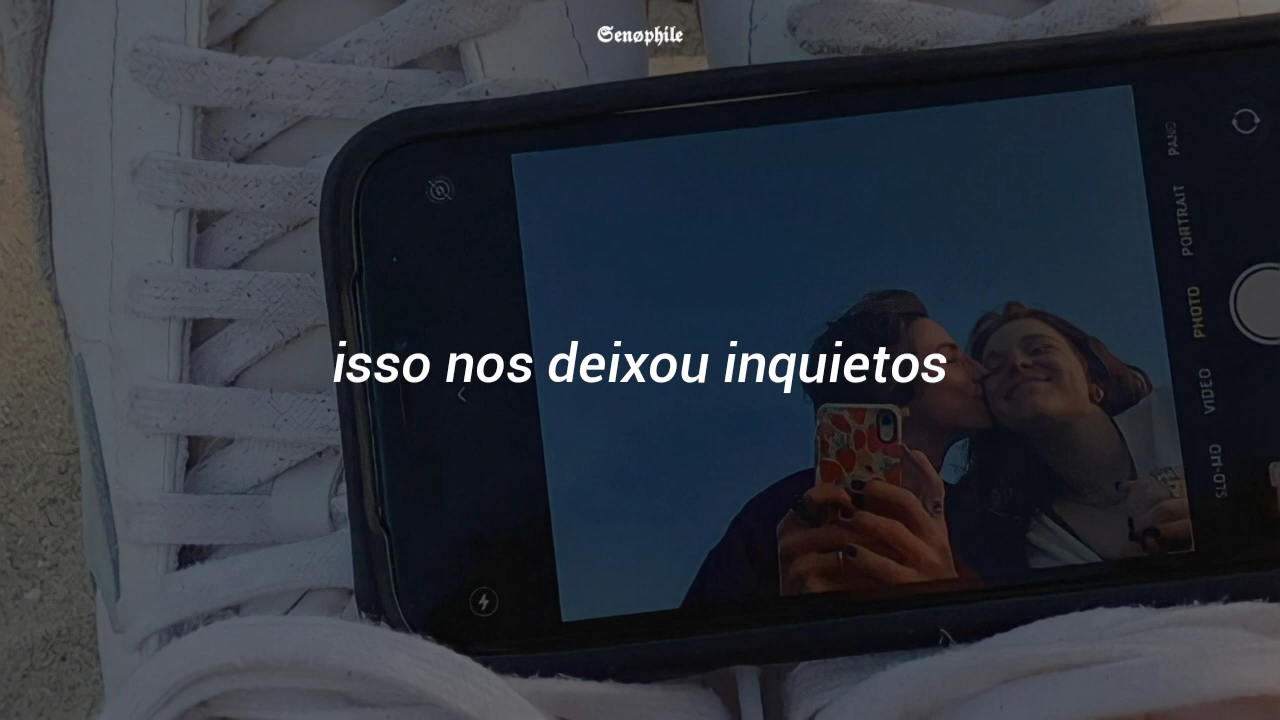 Senøphile
isso nos deixou inquietos
PANO
PORTRAIT
PHOTO
VIDEO
SLO-MO